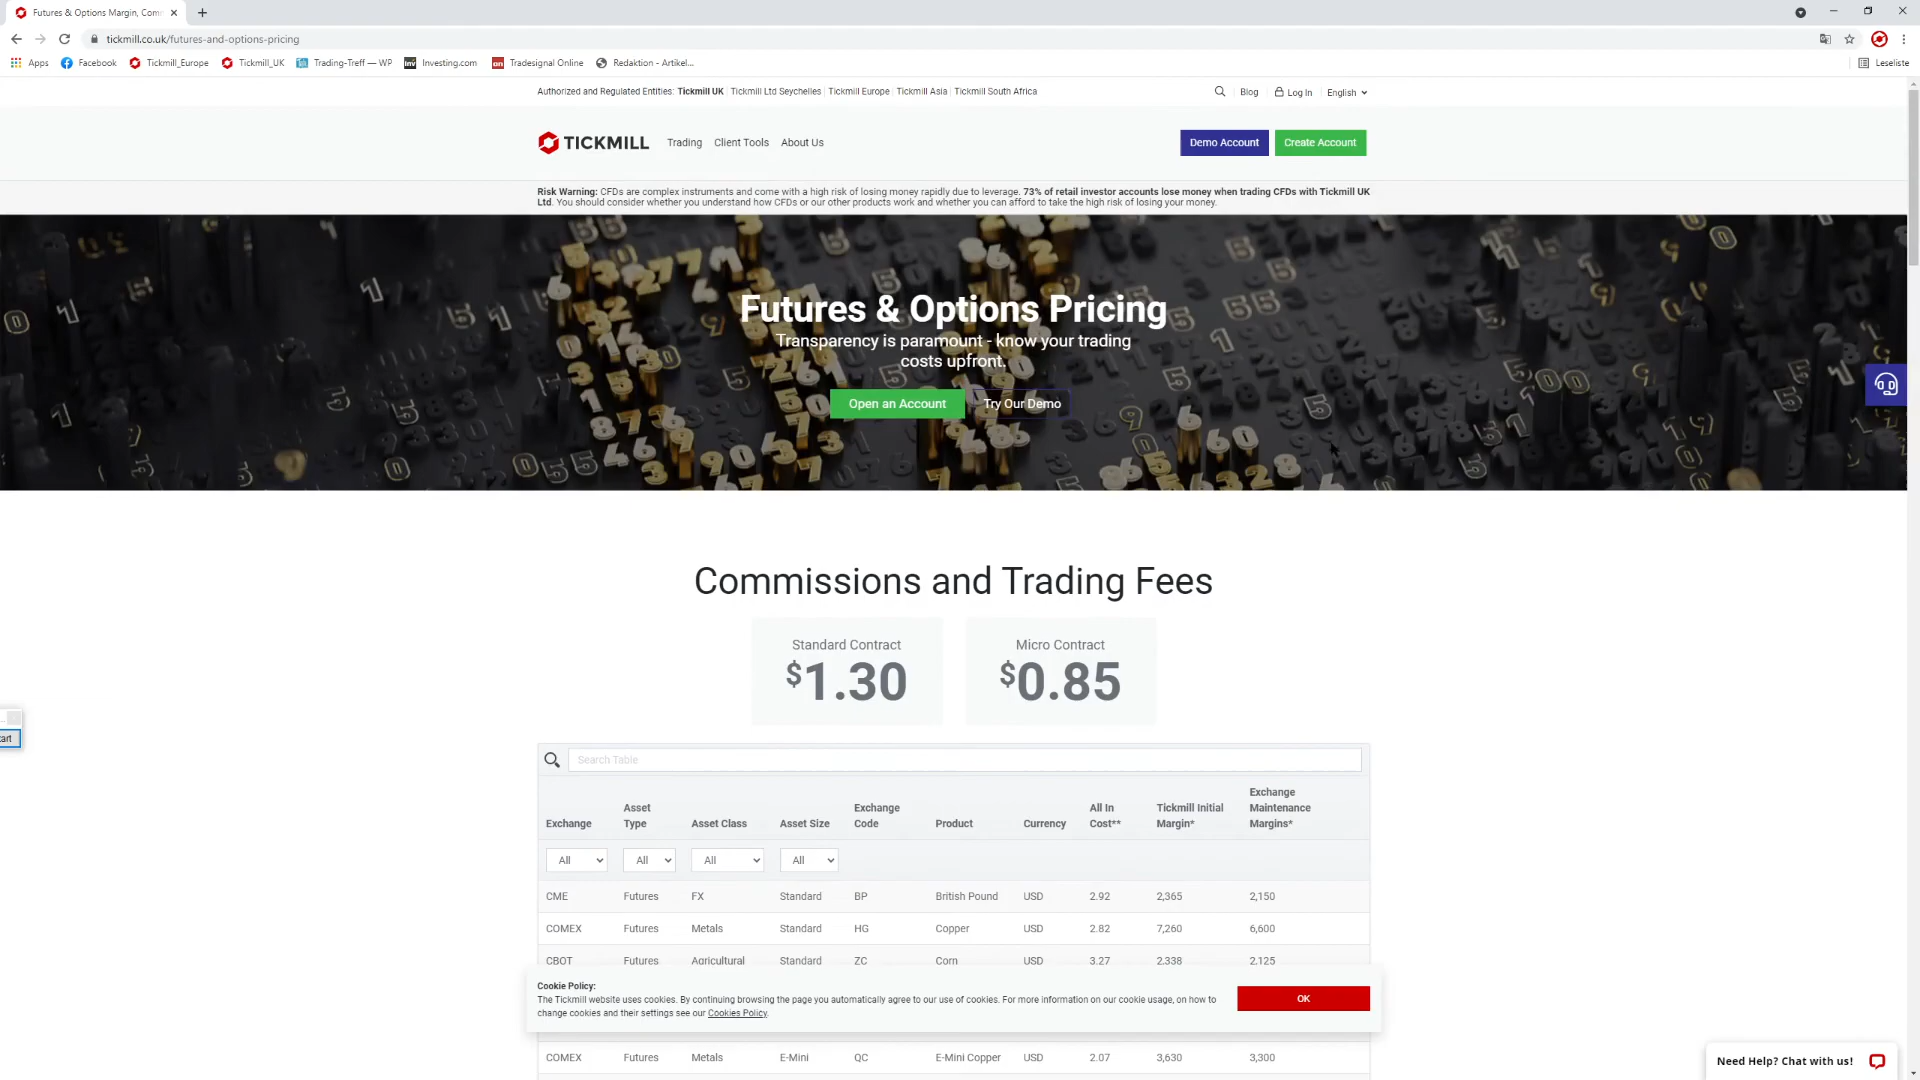 Futures & Options Margin, Com
tickmill.co.uk/futures-and-options-pricing
Apps Facebook Tickmill_Europe Tickmill_UK Trading-Treff — WP Investing.com Tradesignal Online Redaktion - Artikel... Leseliste
Authorized and Regulated Entities: Tickmill UK | Tickmill Ltd Seychelles | Tickmill Europe | Tickmill Asia | Tickmill South Africa
Blog Log In English
TICKMILL Trading Client Tools About Us Demo Account Create Account
Risk Warning: CFDs are complex instruments and come with a high risk of losing money rapidly due to leverage. 73% of retail investor accounts lose money when trading CFDs with Tickmill UK
Ltd. You should consider whether you understand how CFDs or our other products work and whether you can afford to take the high risk of losing your money.
Futures & Options Pricing
Transparency is paramount - know your trading
costs upfront.
Open an Account Try Our Demo
Commissions and Trading Fees
Standard Contract
$1.30
Micro Contract
$0.85
Search Table
Exchange Asset Type Asset Class Asset Size Exchange Code Product Currency All In Cost** Tickmill Initial Margin* Exchange Maintenance Margins*
All All All All
CME Futures FX Standard BP British Pound USD 2.92 2,365 2,150
COMEX Futures Metals Standard HG Copper USD 2.82 7,260 6,600
CBOT Futures Agricultural Standard ZC Corn USD 3.27 2,338 2,125
Cookie Policy:
The Tickmill website uses cookies. By continuing browsing the page you automatically agree to our use of cookies. For more information on our cookie usage, on how to
change cookies and their settings see our Cookies Policy.
OK
COMEX Futures Metals E-Mini QC E-Mini Copper USD 2.07 3,630 3,300
Need Help? Chat with us!